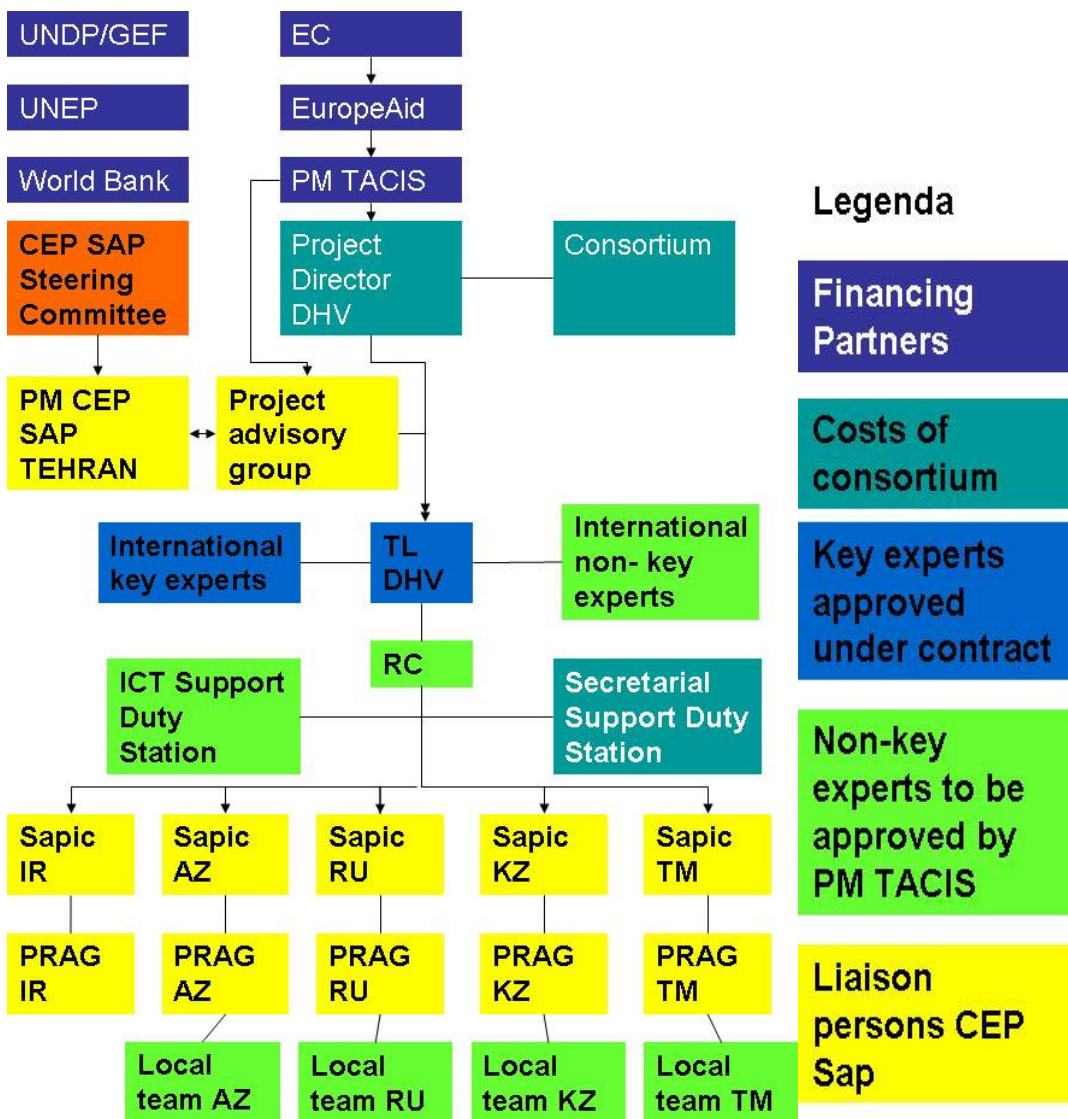 UNDP/GEF
EC
UNEP
EuropeAid
World Bank
PM TACIS
CEP SAP
Steering
Committee
Project
Director
DHV
Consortium
PM CEP
SAP
TEHRAN
Project
advisory
group
International
key experts
TL
DHV
International
non- key
experts
RC
ICT Support
Duty
Station
Secretarial
Support Duty
Station
Sapic
IR
Sapic
AZ
Sapic
RU
Sapic
KZ
Sapic
TM
PRAG
IR
PRAG
AZ
PRAG
RU
PRAG
KZ
PRAG
TM
Local
team AZ
Local
team RU
Local
team KZ
Local
team TM
Legenda
Financing
Partners
Costs of
consortium
Key experts
approved
under contract
Non-key
experts to be
approved by
PM TACIS
Liaison
persons CEP
Sap